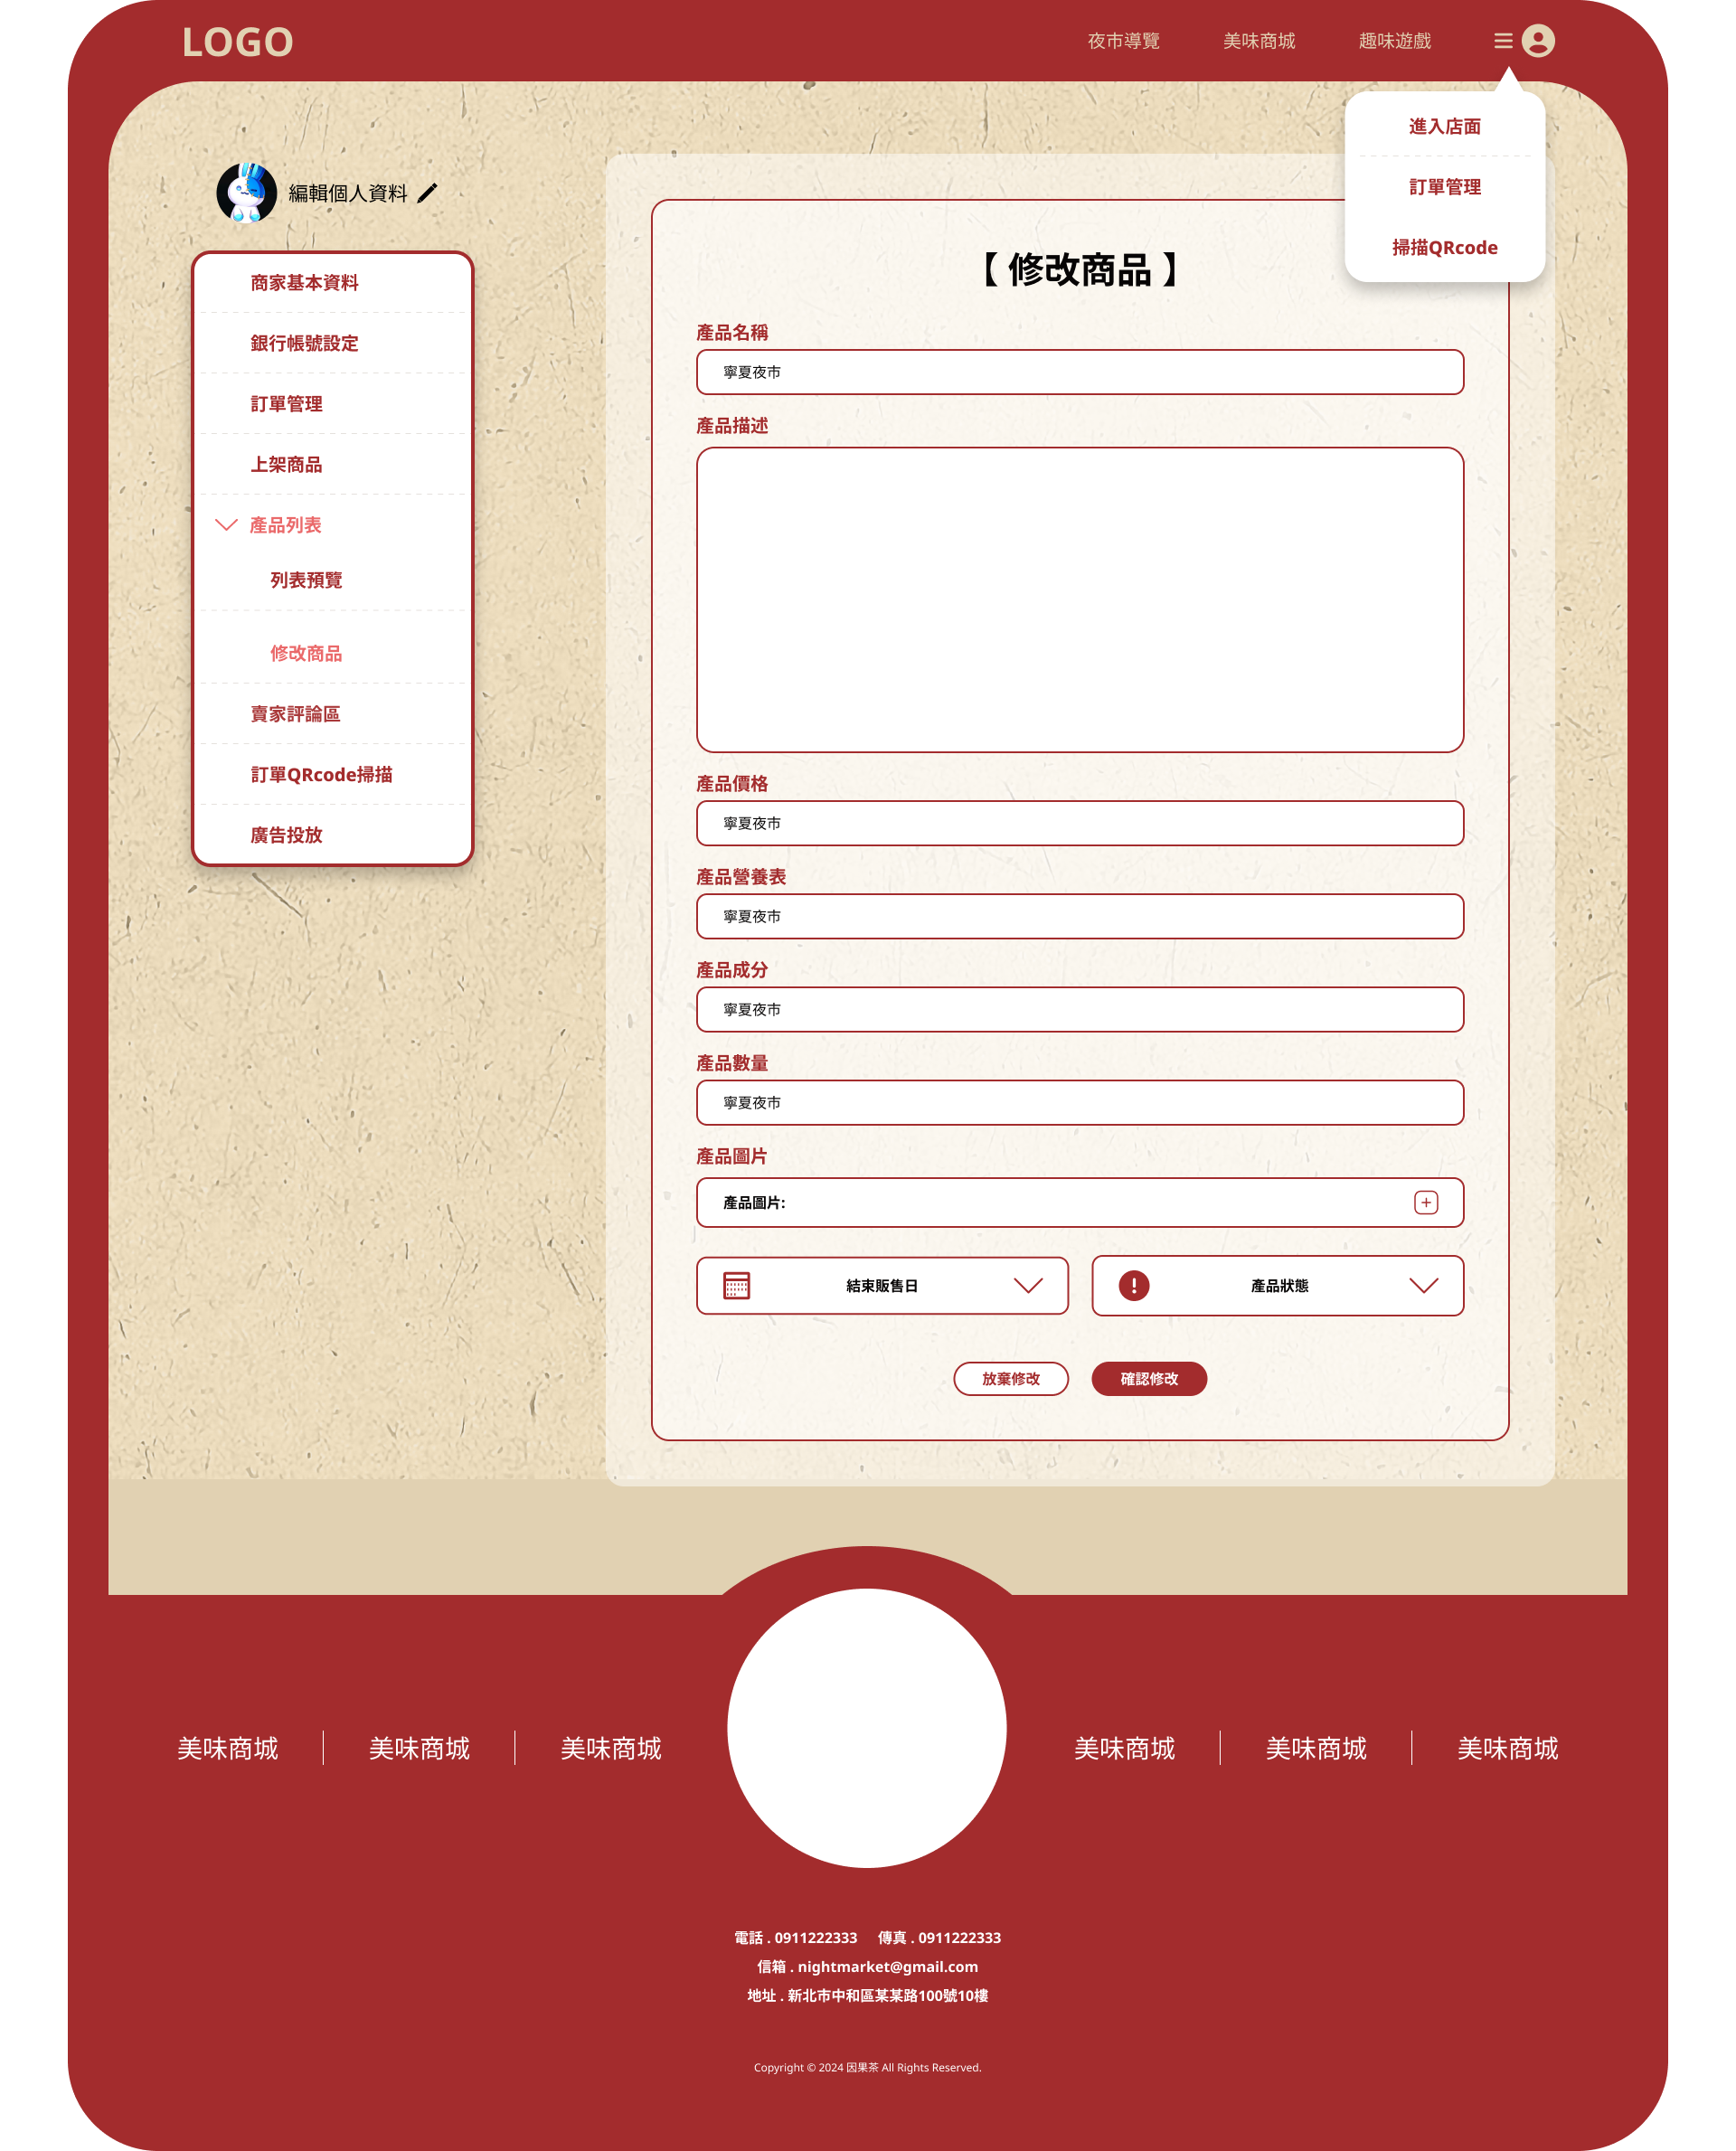 LOGO
夜市導覽
美味商城
趣味遊戲
進入店面
訂單管理
掃描QRcode
編輯個人資料
商家基本資料
銀行帳號設定
訂單管理
上架商品
產品列表
列表預覽
修改商品
賣家評論區
訂單QRcode掃描
廣告投放
【 修改商品 】
產品名稱
寧夏夜市
產品描述
產品價格
寧夏夜市
產品營養表
寧夏夜市
產品成分
寧夏夜市
產品數量
寧夏夜市
產品圖片
產品圖片:
結束販售日
產品狀態
放棄修改
確認修改
美味商城
美味商城
美味商城
美味商城
美味商城
美味商城
電話 . 0911222333 傳真 . 0911222333
信箱 . nightmarket@gmail.com
地址 . 新北市中和區某某路100號10樓
Copyright © 2024 因果茶 All Rights Reserved.